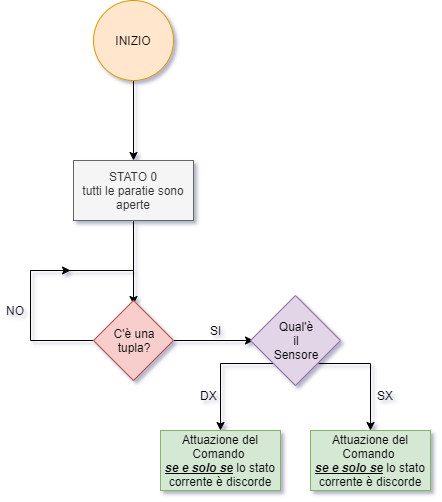 INIZIO
STATO 0
tutti le paratie sono
aperte
NO
C'è una
tupla?
SI
Qual'è
il
Sensore
DX
SX
Attuazione del
Comando
se e solo se lo stato
corrente è discorde
Attuazione del
Comando
se e solo se lo stato
corrente è discorde